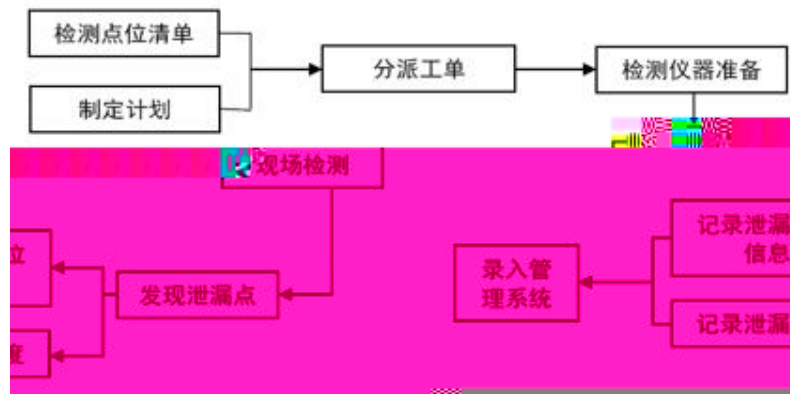 检测点位清单
分派工单
检测仪器准备
制定计划
现场检测
位
发现泄漏点
度
录入管
理系统
记录泄漏
信息
记录泄漏